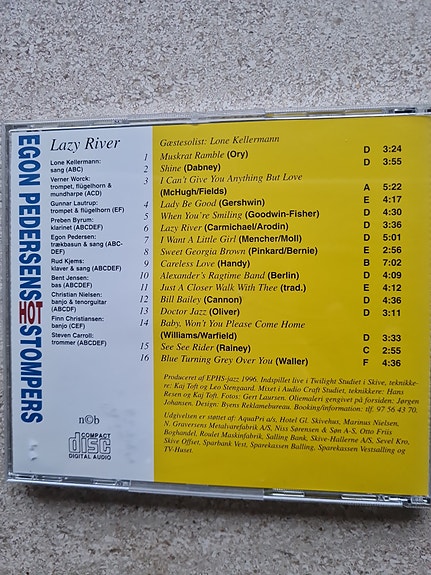 EGON PEDERSENS HOT STOMPERS
Lazy River
Lone Kellermann:
sang (ABC)
Verner Worck:
trompet, flügelhorn &
mundharpe (ACD)
Gunnar Lautrup:
trompet & flügelhorn (EF)
Preben Byrum:
klarinet (ABCDEF)
Egon Pedersen:
trækbasun & sang (ABC-
DEF)
Rud Kjems:
klaver & sang (ABCDEF)
Bent Jensen:
bas (ABCDEF)
Christian Nielsen:
banjo & tenorguitar
(ABCDF)
Finn Christiansen:
banjo (CEF)
Steven Carroll:
trommer (ABCDEF)
n©b
COMPACT
disc
DIGITAL AUDIO
Gæstesolist: Lone Kellermann
1 Muskrat Ramble (Ory) D 3:24
2 Shine (Dabney) D 3:55
3 I Can't Give You Anything But Love
(McHugh/Fields) A 5:22
4 Lady Be Good (Gershwin) E 4:17
5 When You're Smiling (Goodwin-Fisher) D 4:30
6 Lazy River (Carmichael/Arodin) D 3:36
7 I Want A Little Girl (Mencher/Moll) D 5:01
8 Sweet Georgia Brown (Pinkard/Bernie) E 2:56
9 Careless Love (Handy) B 7:02
10 Alexander's Ragtime Band (Berlin) D 4:09
11 Just A Closer Walk With Thee (trad.) E 4:12
12 Bill Bailey (Cannon) D 4:36
13 Doctor Jazz (Oliver) D 3:11
14 Baby, Won't You Please Come Home
(Williams/Warfield) D 3:33
15 See See Rider (Rainey) C 2:55
16 Blue Turning Grey Over You (Waller) F 4:36
Produceret af EPHS-jazz 1996. Indspillet live i Twilight Studiet i Skive, teknikke-
re: Kaj Toft og Leo Stengaard. Mixet i Audio Craft Studiet, teknikere: Hans
Resen og Kaj Toft. Fotos: Gert Laursen. Oliemaleri gengivet på forsiden: Jørgen
Johansen. Design: Byens Reklamebureau. Booking/information: tlf. 97 56 43 70.
Udgivelsen er støttet af: AquaPri a/s, Hotel Gl. Skivehus, Marinus Nielsen,
N. Graversens Metalvarefabrik A/S, Niss Sørensen & Søn A-S, Otto Friis
Boghandel, Roulet Maskinfabrik, Salling Bank, Skive-Hallerne A/S, Sevel Kro,
Skive Offset, Sparbank Vest, Sparekassen Balling, Sparekassen Vestsalling og
TV-Huset.